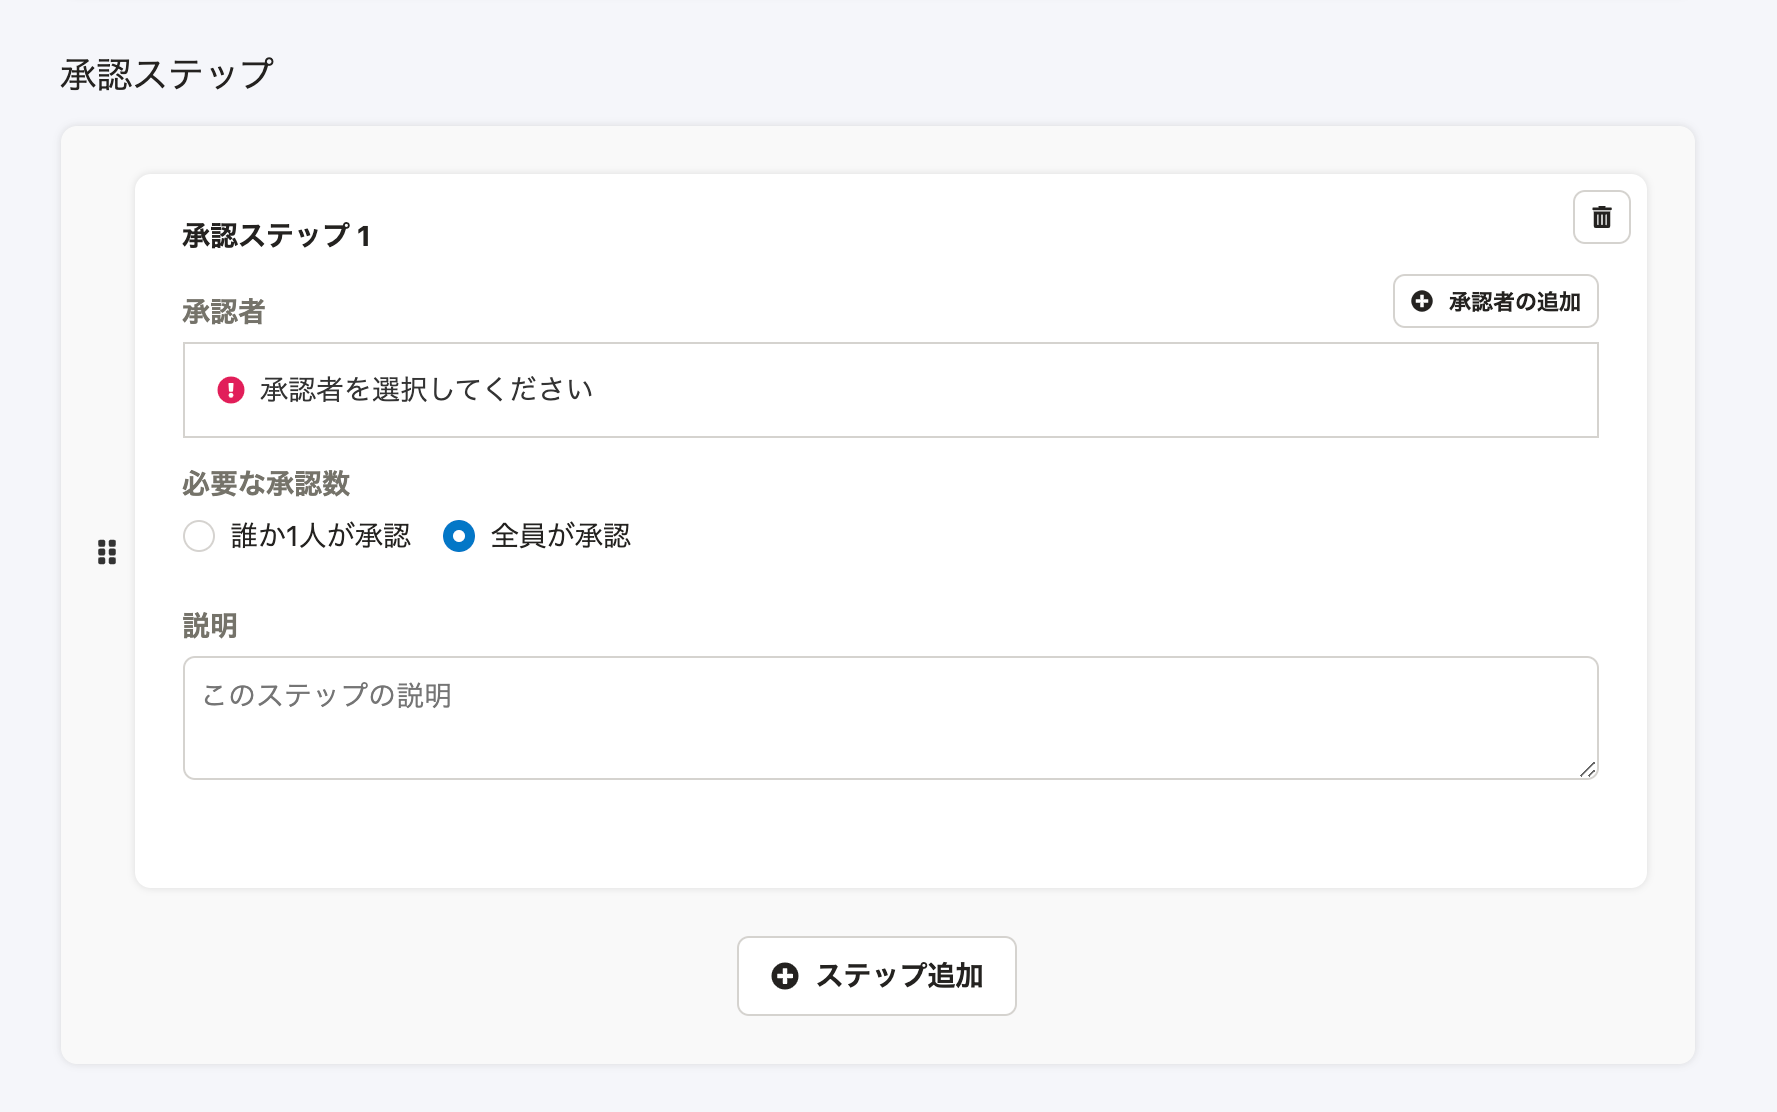 承認ステップ
承認ステップ 1
承認者
承認者の追加
承認者を選択してください
必要な承認数
誰か1人が承認 全員が承認
説明
このステップの説明
ステップ追加